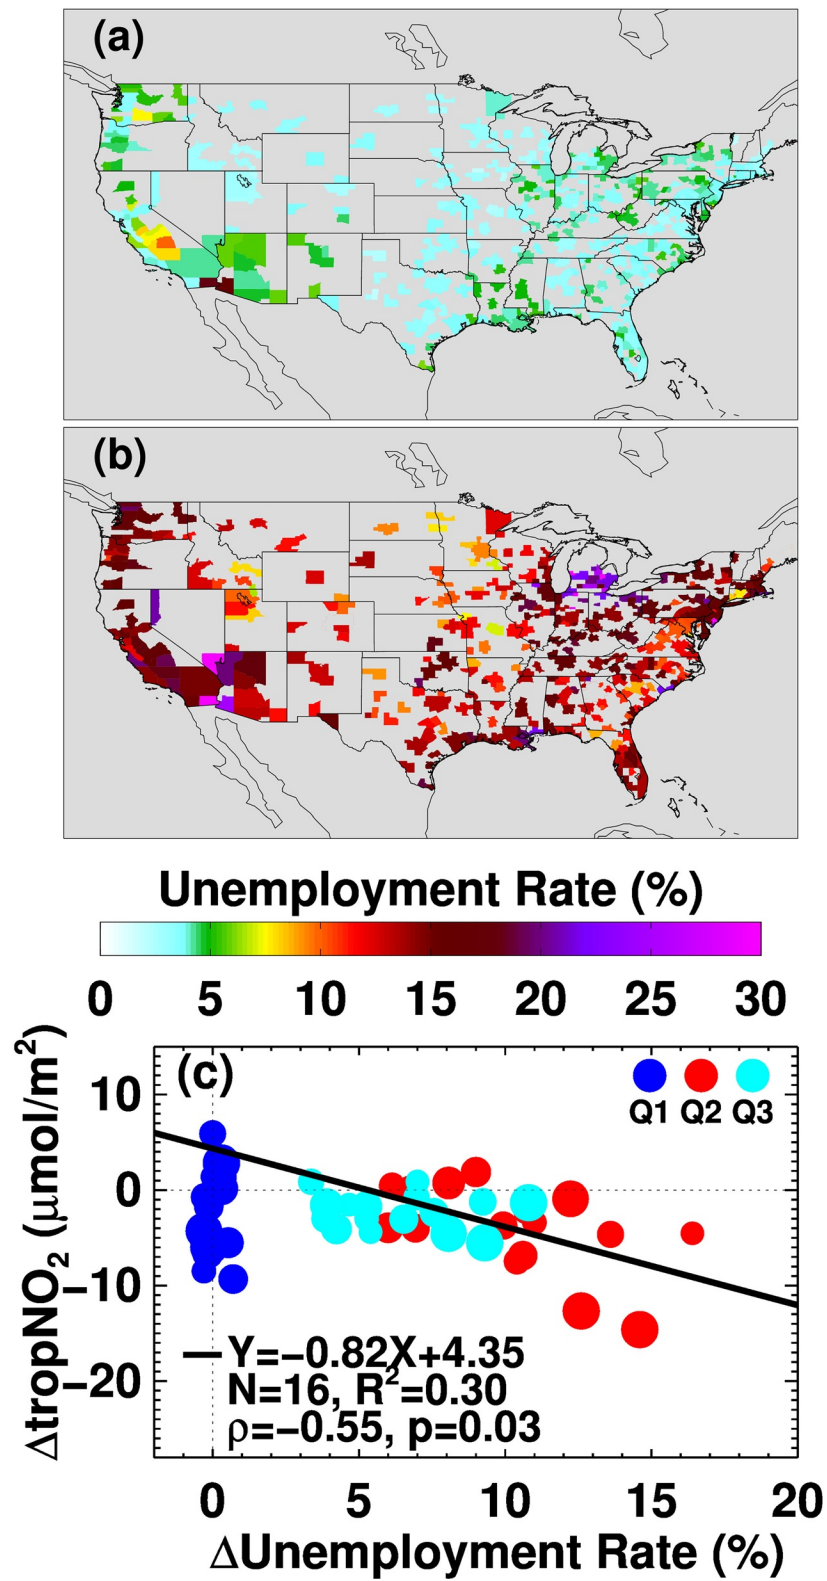 (a)
(b)
Unemployment Rate (%)
0 5 10 15 20 25 30
(c)
Q1 Q2 Q3
ΔtropNO₂ (μmol/m²)
10
0
−10
−20
Y=−0.82X+4.35
N=16, R²=0.30
ρ=−0.55, p=0.03
0 5 10 15 20
ΔUnemployment Rate (%)